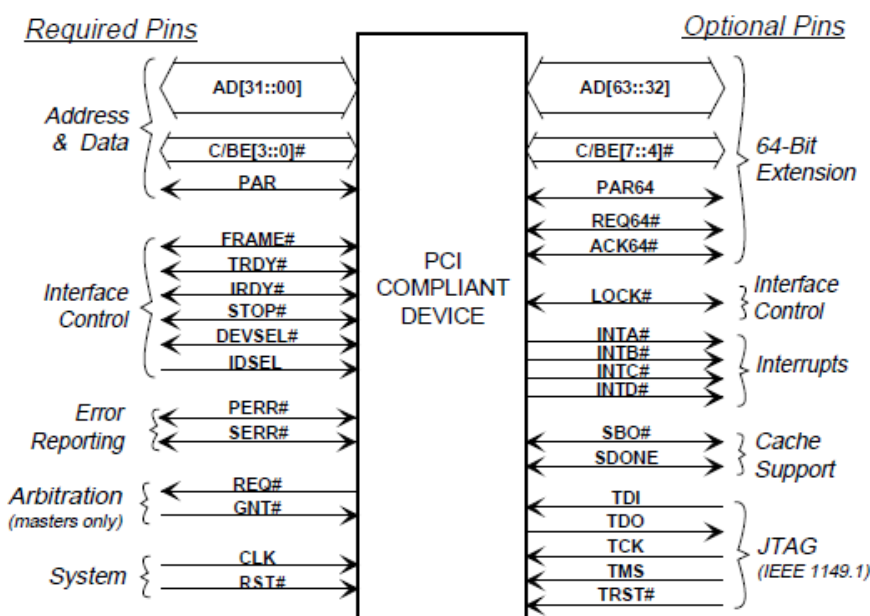 Required Pins
Address
& Data
AD[31::00]
C/BE[3::0]#
PAR
Interface
Control
FRAME#
TRDY#
IRDY#
STOP#
DEVSEL#
IDSEL
Error
Reporting
PERR#
SERR#
Arbitration
(masters only)
REQ#
GNT#
System
CLK
RST#
PCI
COMPLIANT
DEVICE
Optional Pins
AD[63::32]
C/BE[7::4]#
PAR64
REQ64#
ACK64#
64-Bit
Extension
LOCK#
Interface
Control
INTA#
INTB#
INTC#
INTD#
Interrupts
SBO#
SDONE
Cache
Support
TDI
TDO
TCK
TMS
TRST#
JTAG
(IEEE 1149.1)